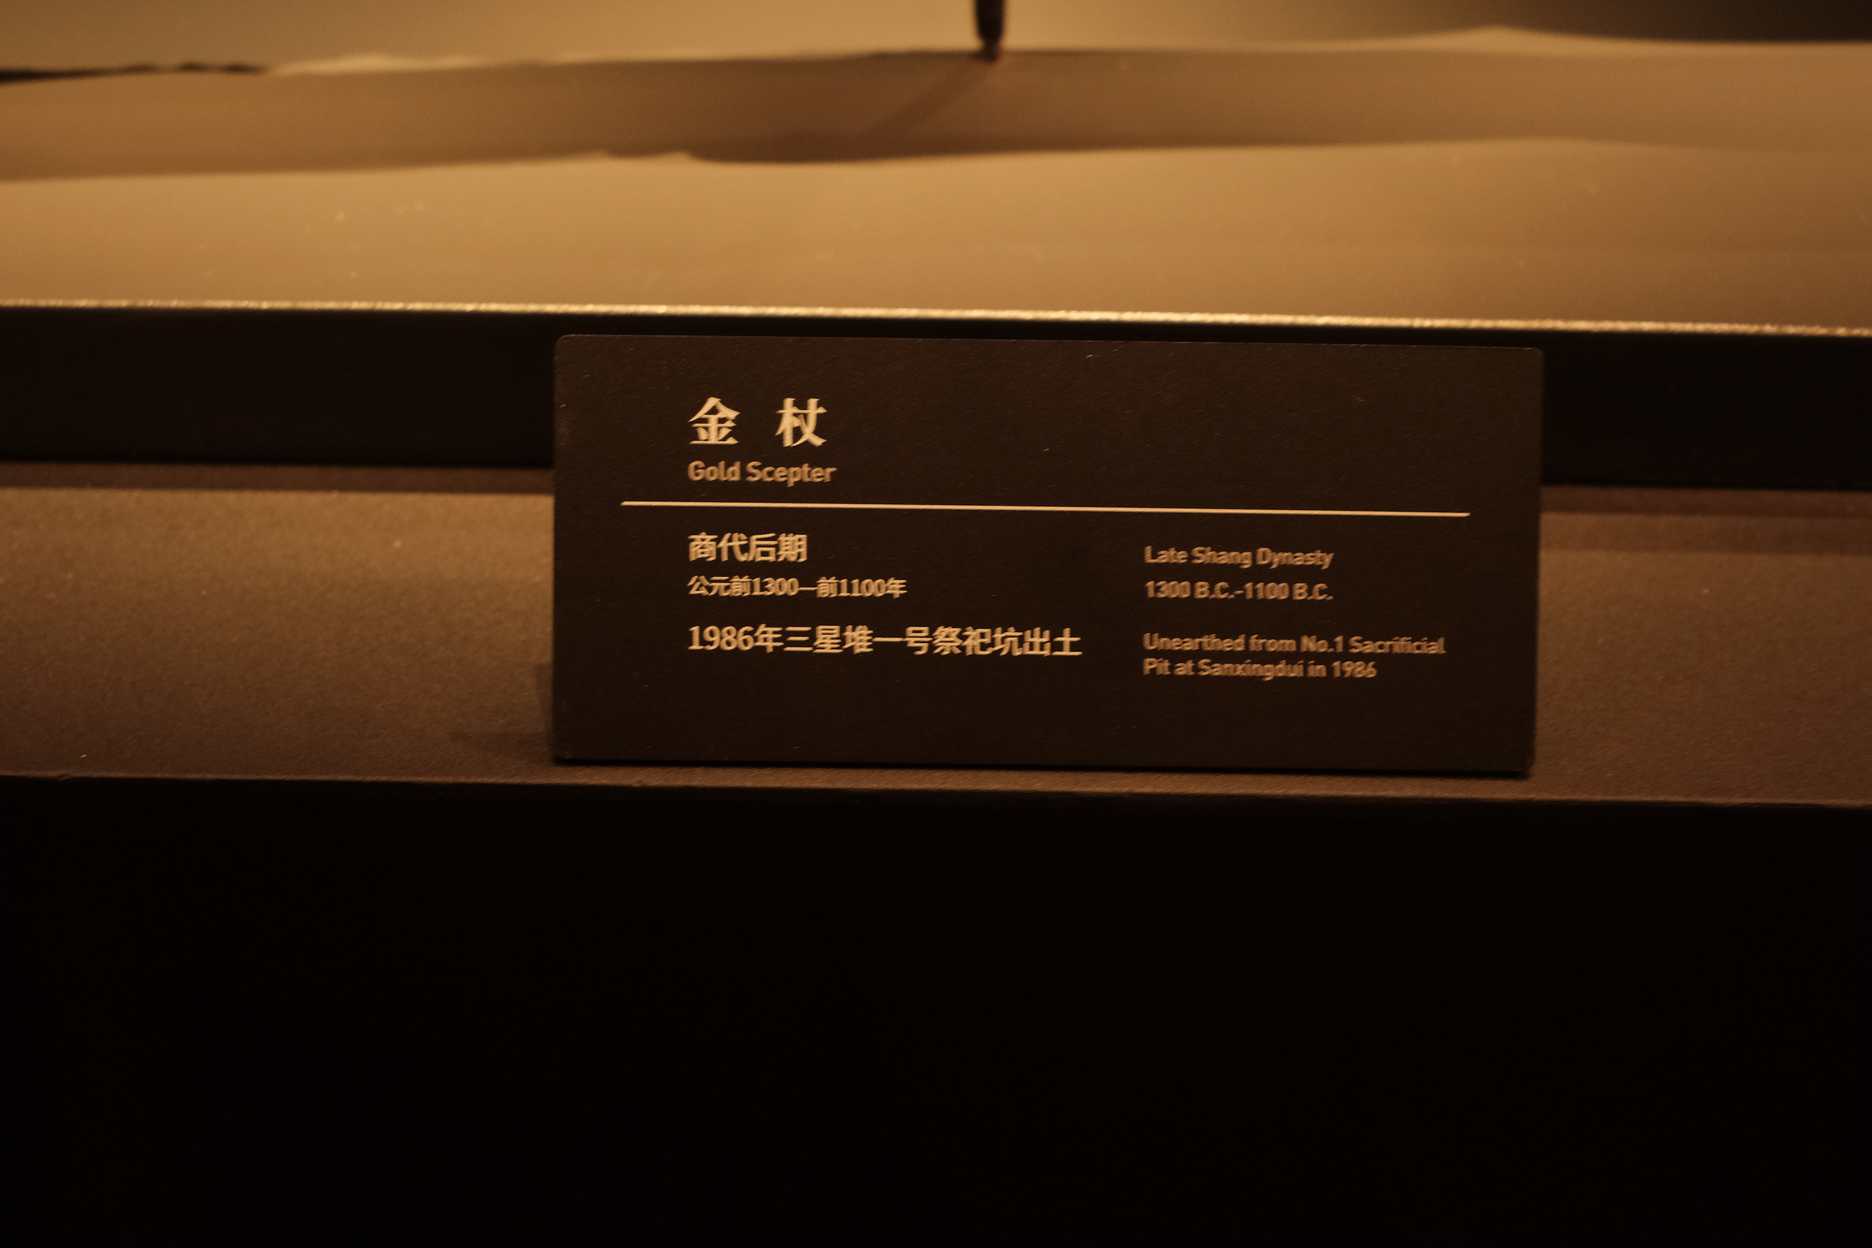 金 杖
Gold Scepter
商代后期
公元前1300—前1100年
1986年三星堆一号祭祀坑出土
Late Shang Dynasty
1300 B.C.-1100 B.C.
Unearthed from No.1 Sacrificial
Pit at Sanxingdui in 1986